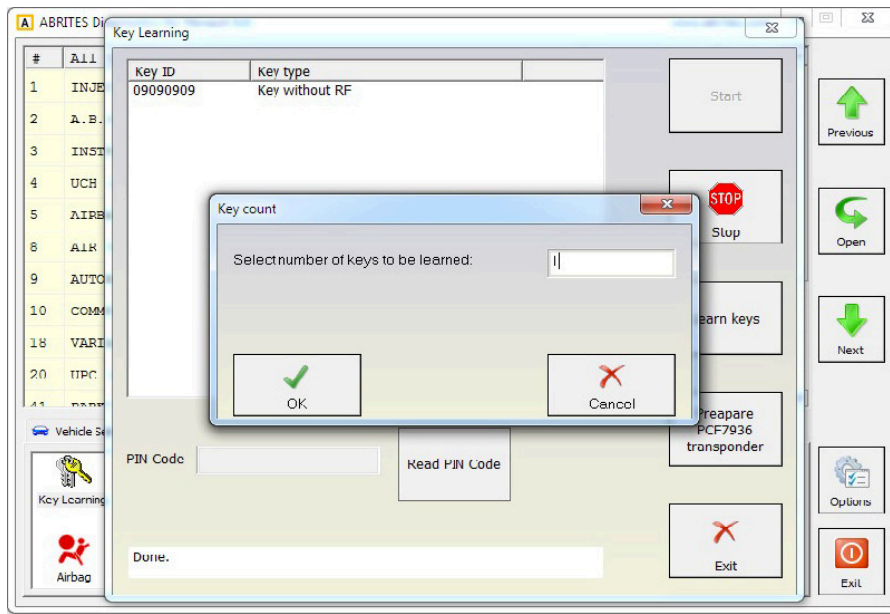 ABRITES Di
Key Learning
# All
Key ID Key type
1 INJE
09090909 Key without RF
Start
2 A.B.
Previous
3 INST
4 UCH
Key count
STOP
Stop
5 AIRB
Open
Select number of keys to be learned:
8 AIR
9 AUTO
10 COMM
earn keys
18 VARI
Next
20 UPC
OK
Cancel
41
Preapare
PCF7936
transponder
Vehicle Se
PIN Code
Read PIN Code
Key Learning
Options
Done.
Exit
Airbag
Exit